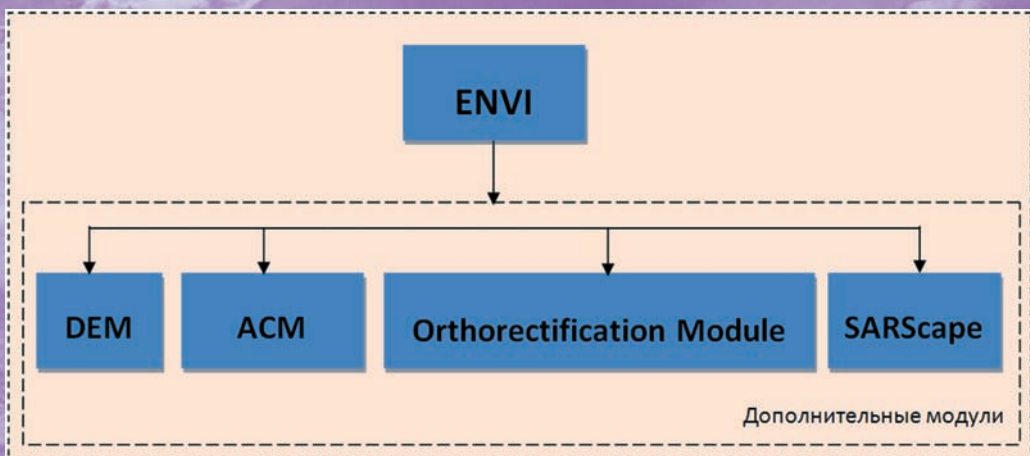 ENVI
DEM
ACM
Orthorectification Module
SARScape
Дополнительные модули